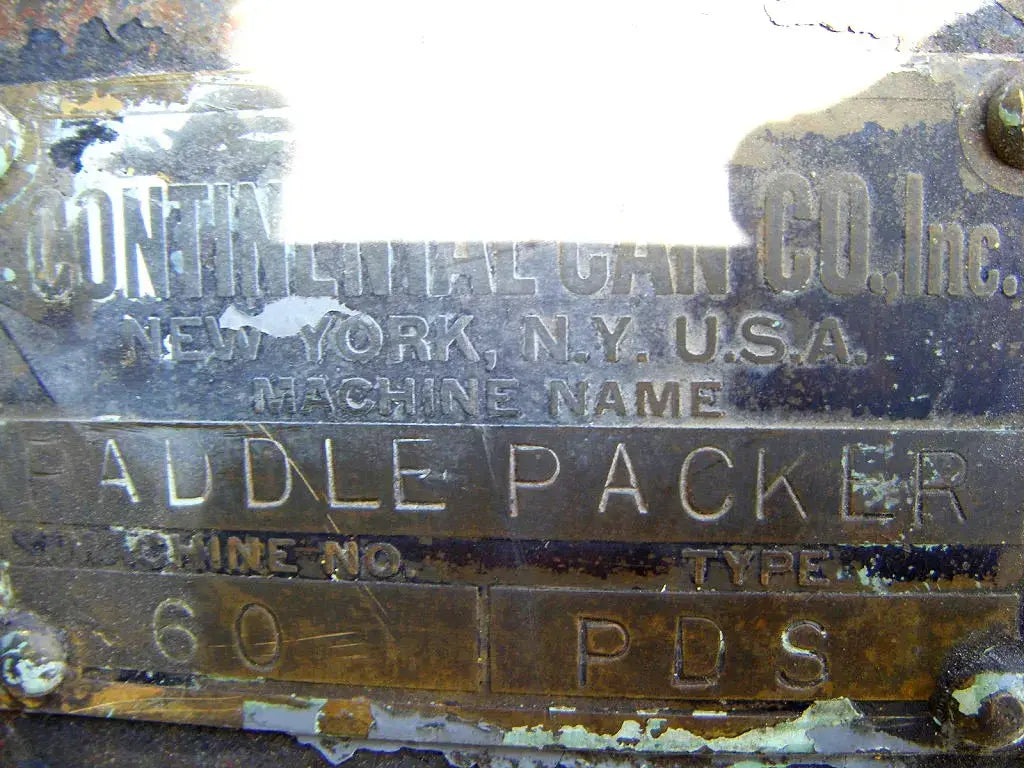 CONTINENTAL CAN CO., Inc.
NEW YORK, N.Y. U.S.A.
MACHINE NAME
PADDLE PACKER
MACHINE NO. TYPE
60 PDS